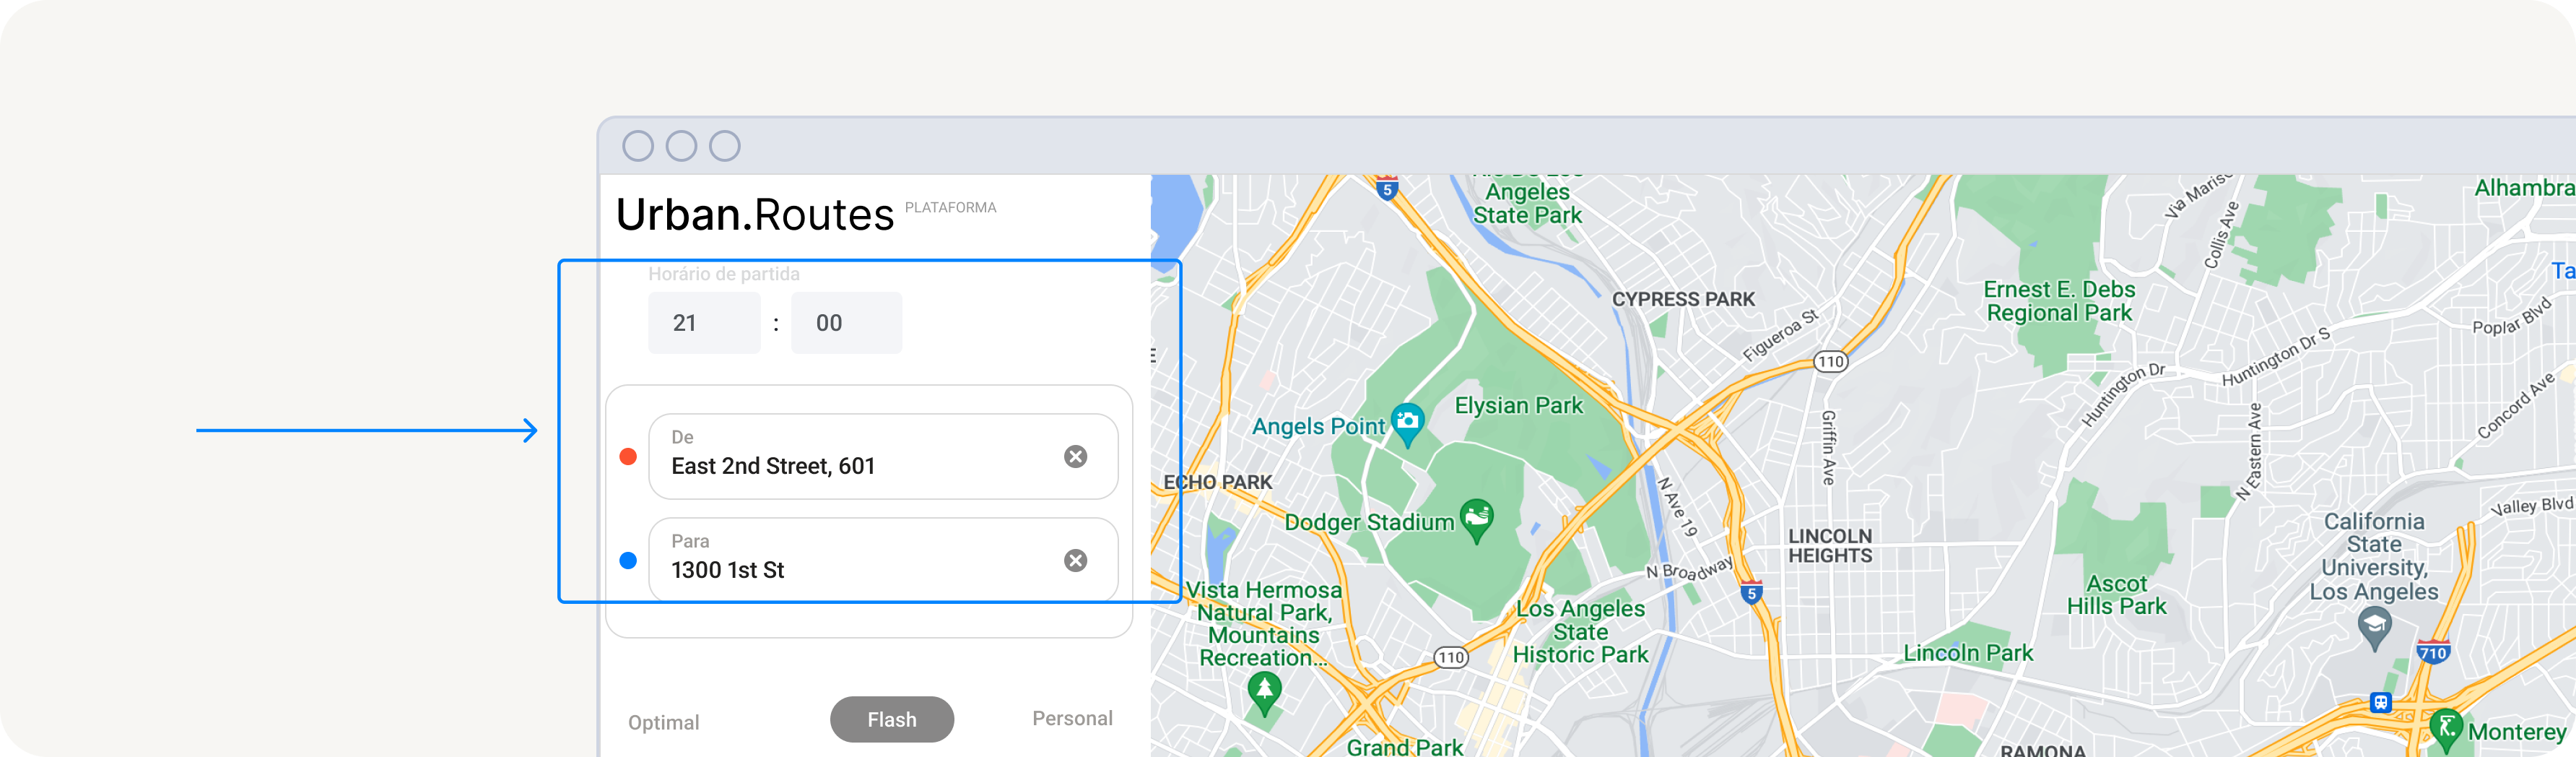 Urban.Routes PLATAFORMA
Horário de partida
21 : 00
De
East 2nd Street, 601
Para
1300 1st St
Optimal
Flash
Personal
5
Angeles
State Park
Via Marisol
Collis Ave
Alhambra
CYPRESS PARK
Figueroa St
110
Ernest E. Debs
Regional Park
Huntington Dr S
Huntington Dr
Poplar Blvd
Concord Ave
Elysian Park
Angels Point
Griffin Ave
N Eastern Ave
ECHO PARK
N Ave 19
Dodger Stadium
LINCOLN
HEIGHTS
Valley Blvd
California
State
University,
Los Angeles
N Broadway
5
Ascot
Hills Park
Vista Hermosa
Natural Park,
Mountains
Recreation...
Los Angeles
State
Historic Park
110
Lincoln Park
710
Grand Park
RAMONA
Monterey